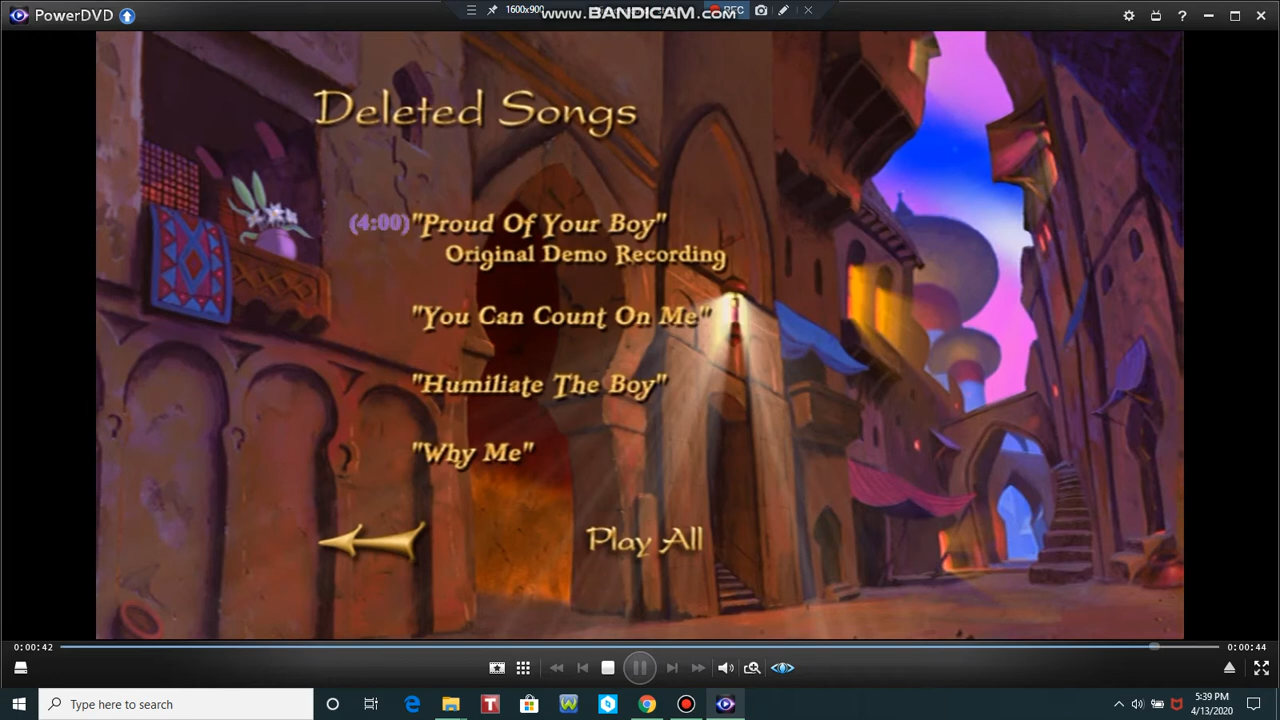 PowerDVD
1600x900
www.BANDICAM.com
REC
Deleted Songs
(4:00) "Proud Of Your Boy"
Original Demo Recording
"You Can Count On Me"
"Humiliate The Boy"
"Why Me"
Play All
0:00:42
0:00:44
Type here to search
5:39 PM
4/13/2020